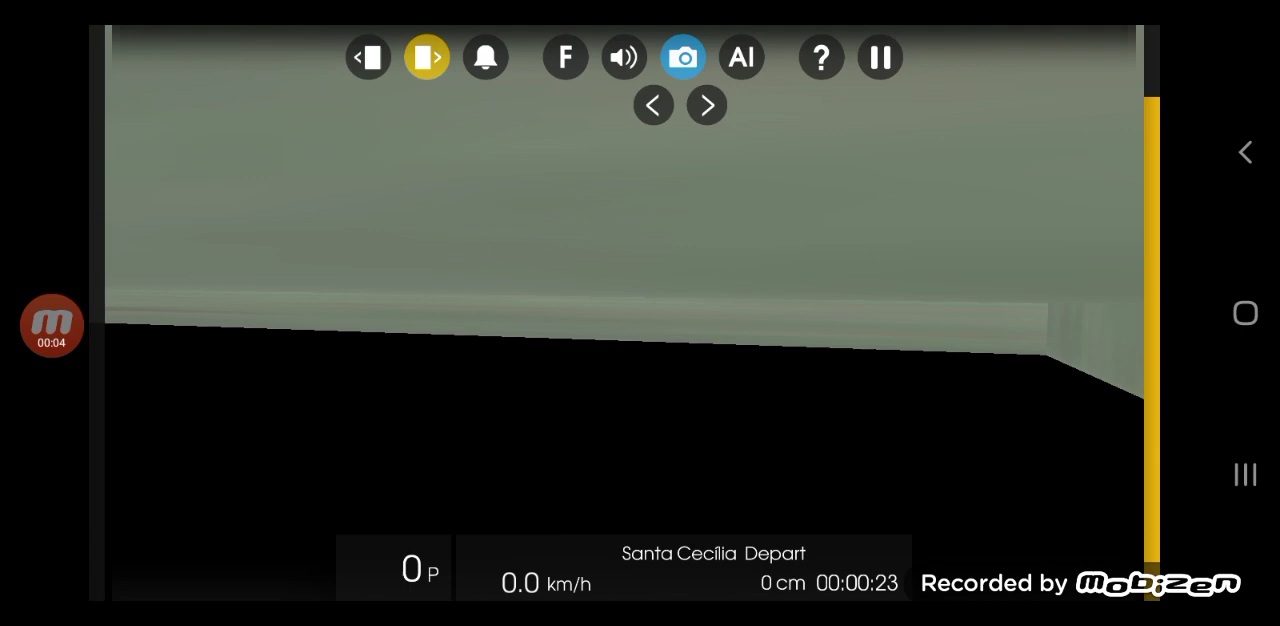 F AI ?
m
00:04
Santa Cecília Depart
0 P 0.0 km/h 0 cm 00:00:23
Recorded by mobizen